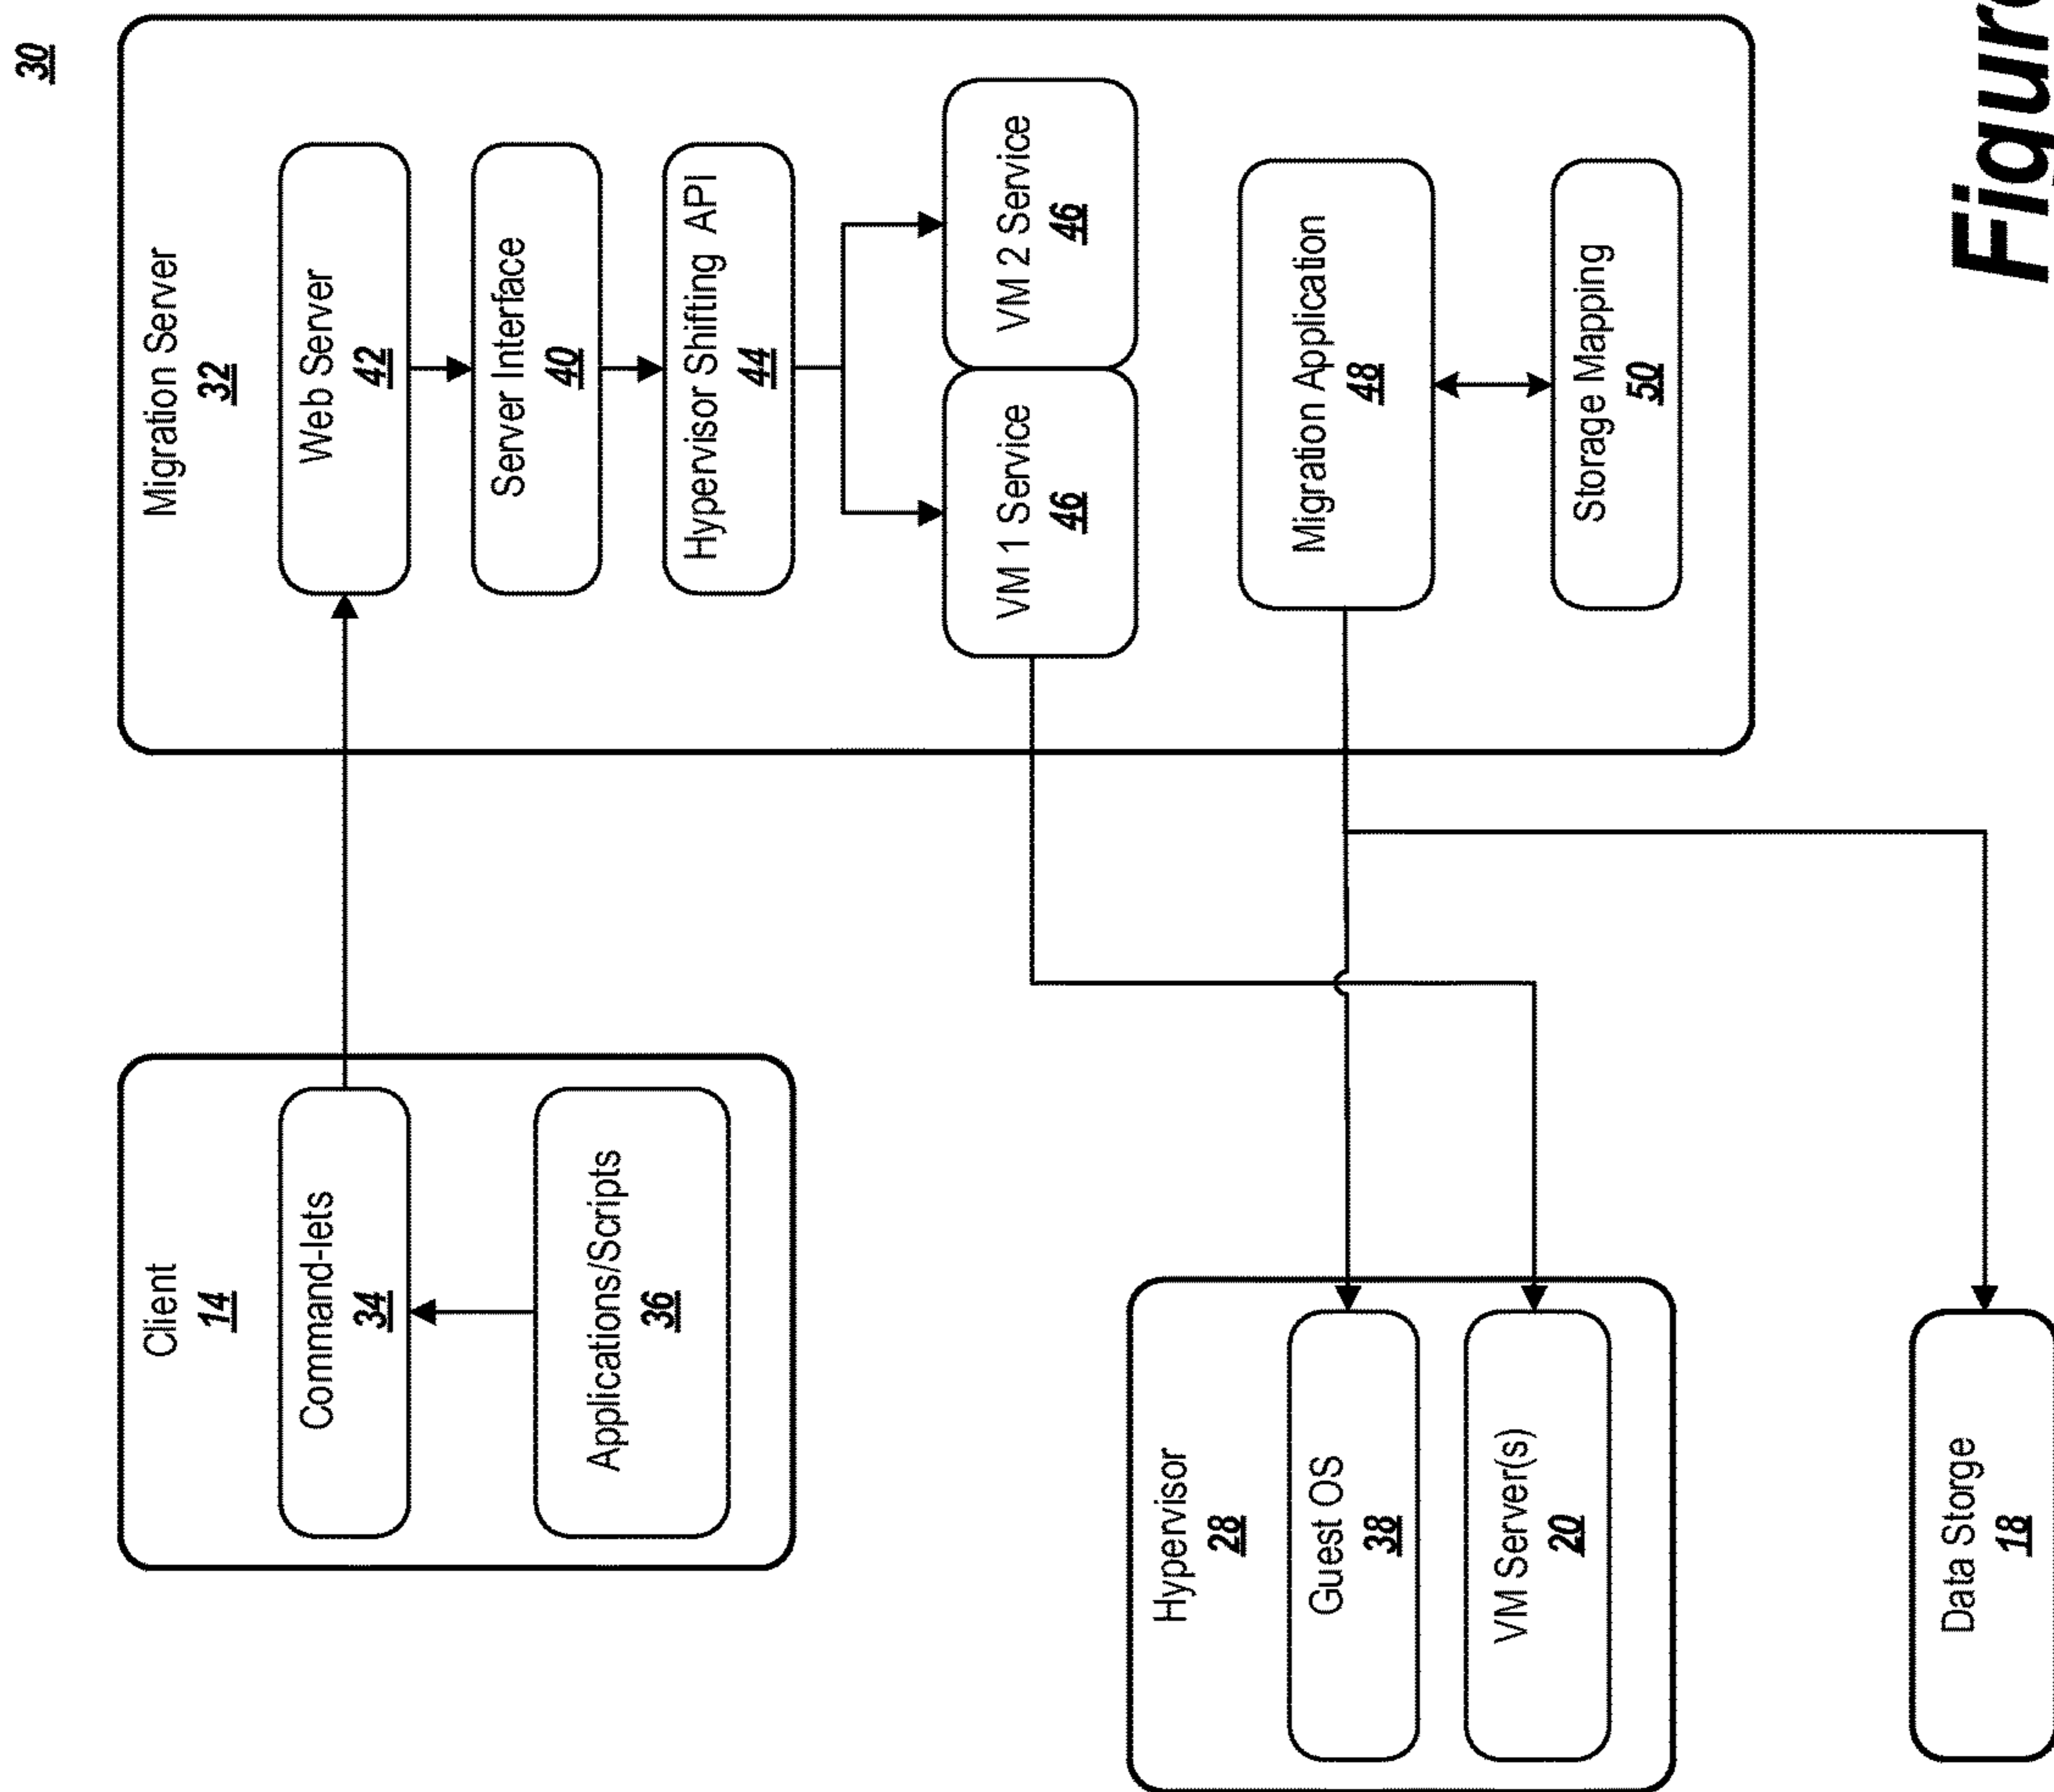 30
Client
14
Command-lets
34
Applications/Scripts
36
Migration Server
32
Web Server
42
Server Interface
40
Hypervisor Shifting API
44
VM 1 Service
46
VM 2 Service
46
Hypervisor
28
Guest OS
38
VM Server(s)
20
Migration Application
48
Storage Mapping
50
Data Storge
18